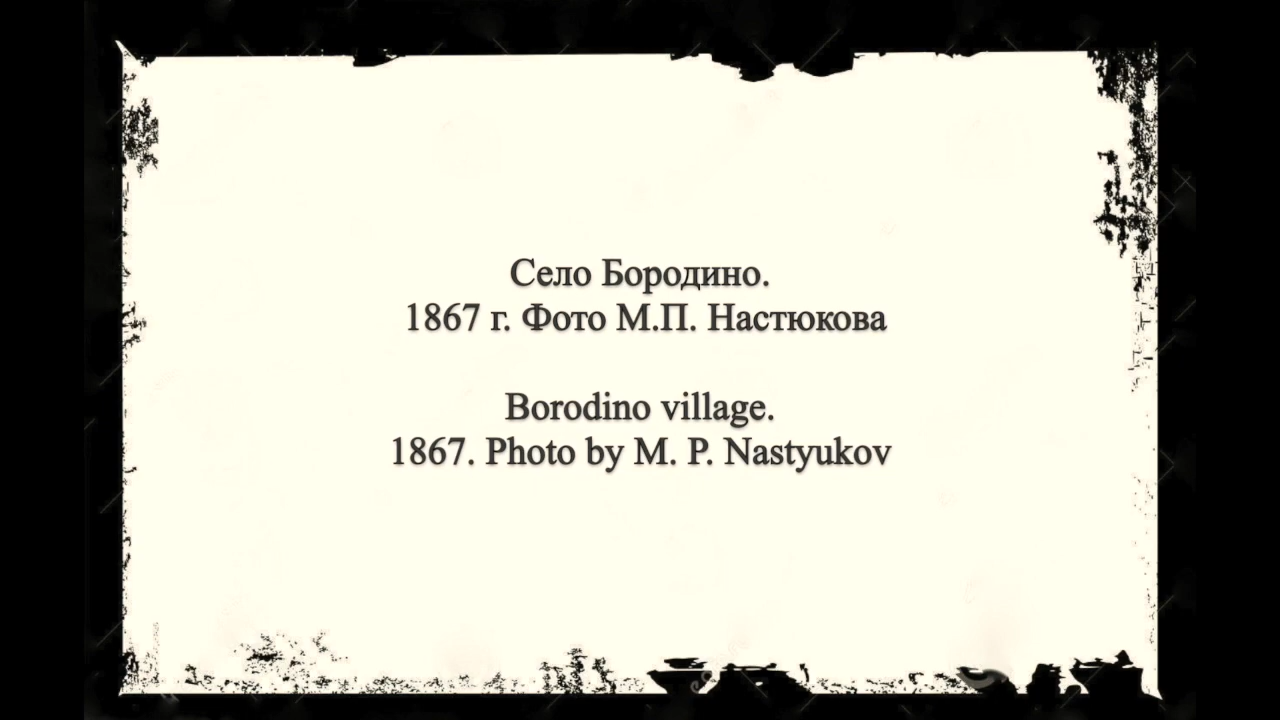 Село Бородино.
1867 г. Фото М.П. Настюкова
Borodino village.
1867. Photo by M. P. Nastyukov